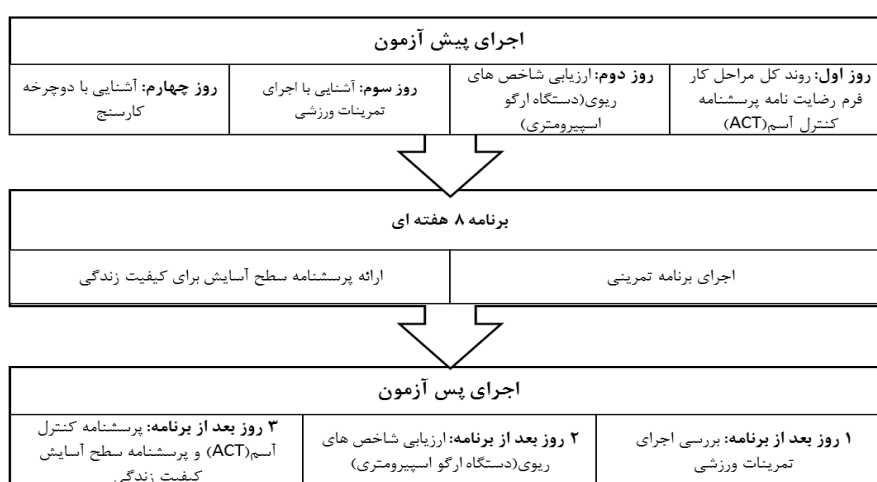 اجرای پیش آزمون
روز اول: روند کل مراحل کار
فرم رضایت نامه پرسشنامه
کنترل آسم(ACT)
روز دوم: ارزیابی شاخص های
ریوی(دستگاه ارگو
اسپیرومتری)
روز سوم: آشنایی با اجرای
تمرینات ورزشی
روز چهارم: آشنایی با دوچرخه
کارسنج
برنامه ۸ هفته ای
اجرای برنامه تمرینی
ارائه پرسشنامه سطح آسایش برای کیفیت زندگی
اجرای پس آزمون
۱ روز بعد از برنامه: بررسی اجرای
تمرینات ورزشی
۲ روز بعد از برنامه: ارزیابی شاخص های
ریوی(دستگاه ارگو اسپیرومتری)
۳ روز بعد از برنامه: پرسشنامه کنترل
آسم(ACT) و پرسشنامه سطح آسایش
کیفیت زندگی